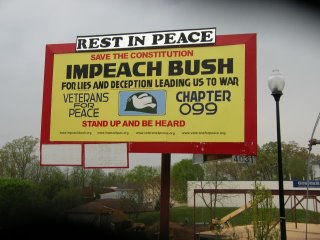 REST IN PEACE
SAVE THE CONSTITUTION
IMPEACH BUSH
FOR LIES AND DECEPTION LEADING US TO WAR
VETERANS
FOR
PEACE
CHAPTER
099
STAND UP AND BE HEARD
4031